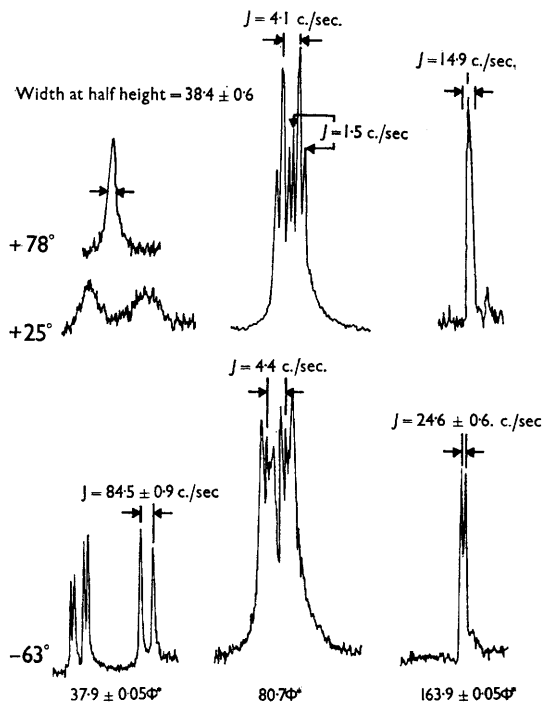 J = 4·1 c./sec.
J = 14·9 c./sec.
Width at half height = 38·4 ± 0·6
J = 1·5 c./sec
+ 78°
+25°
J = 4·4 c./sec.
J = 24·6 ± 0·6. c./sec
J = 84·5 ± 0·9 c./sec
−63°
37·9 ± 0·05Φ*
80·7Φ*
163·9 ± 0·05Φ*